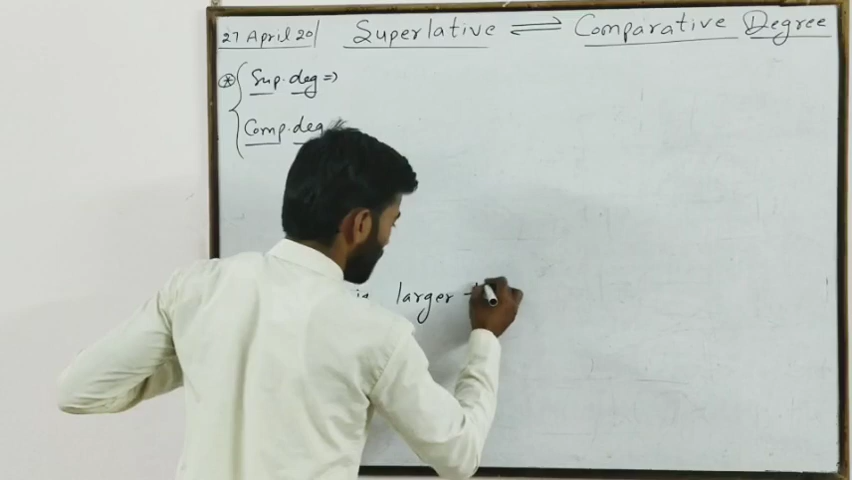 27 April 20 Superlative ⇌ Comparative Degree
⊛ { Sup. deg ⇒
Comp. deg
is larger